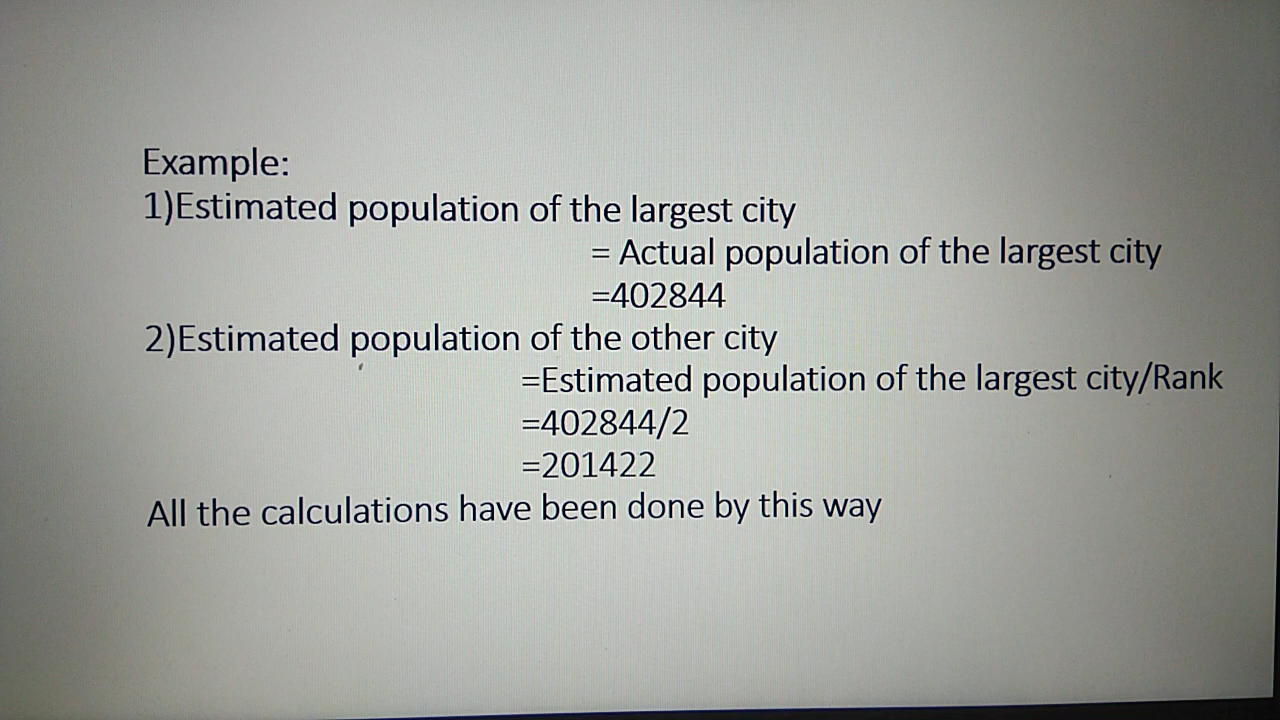 Example:
1)Estimated population of the largest city
= Actual population of the largest city
=402844
2)Estimated population of the other city
=Estimated population of the largest city/Rank
=402844/2
=201422
All the calculations have been done by this way